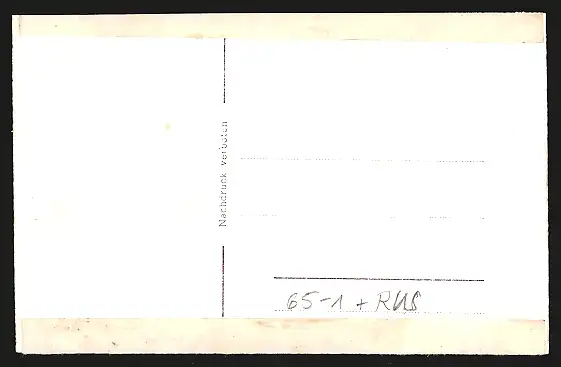 Nachdruck verboten
65-1 + RUS